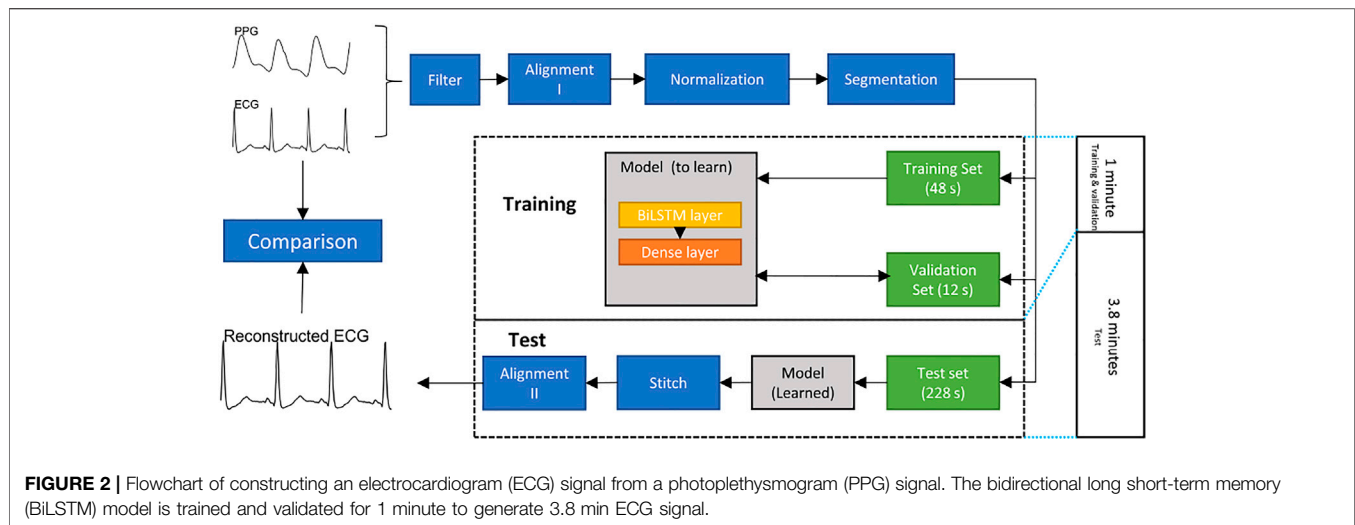 PPG
ECG
Filter
Alignment
I
Normalization
Segmentation
Comparison
Training
Model (to learn)
BiLSTM layer
Dense layer
Training Set
(48 s)
Validation
Set (12 s)
1 minute
Training & validation
3.8 minutes
Test
Reconstructed ECG
Test
Alignment
II
Stitch
Model
(Learned)
Test set
(228 s)
FIGURE 2 | Flowchart of constructing an electrocardiogram (ECG) signal from a photoplethysmogram (PPG) signal. The bidirectional long short-term memory
(BiLSTM) model is trained and validated for 1 minute to generate 3.8 min ECG signal.